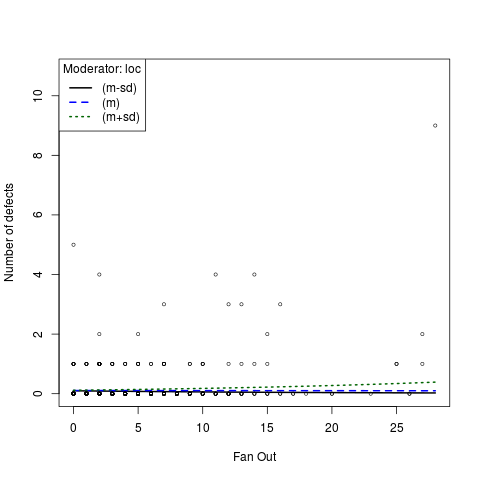 Moderator: loc
(m-sd)
(m)
(m+sd)
Number of defects
10
8
6
4
2
0
0 5 10 15 20 25
Fan Out